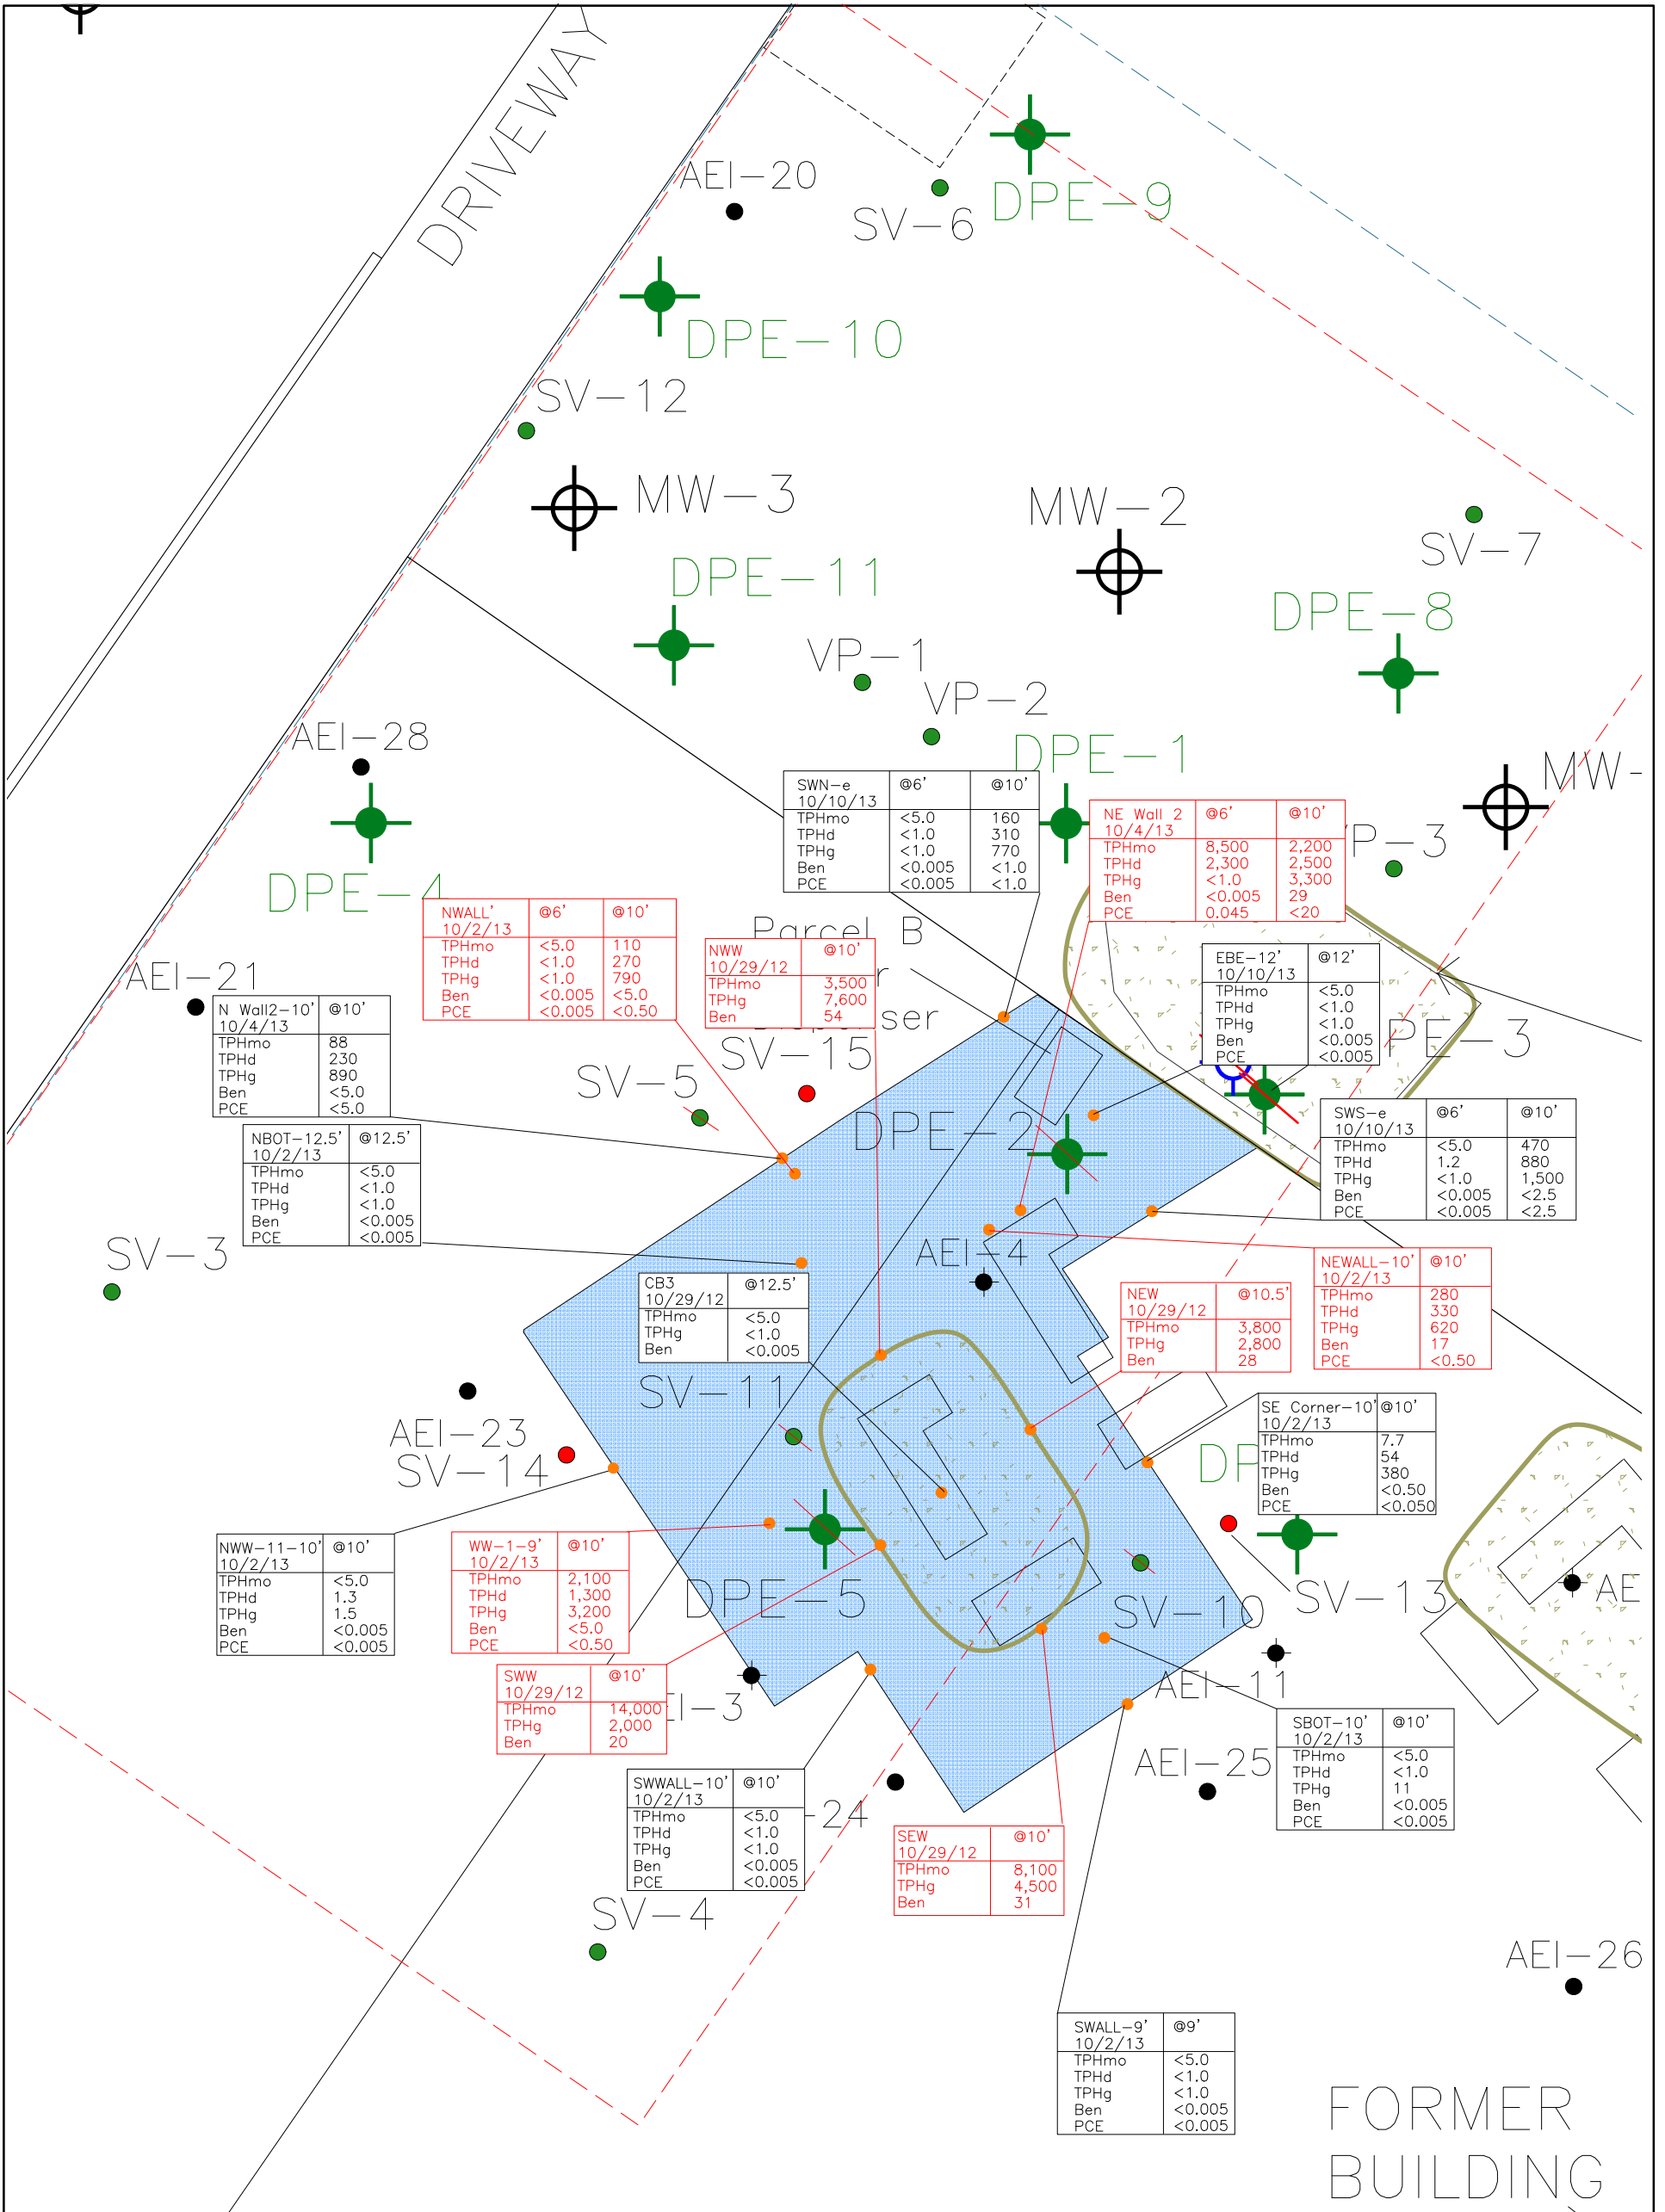 DRIVEWAY
AEI-20
SV-6
DPE-9
DPE-10
SV-12
MW-3
MW-2
SV-7
DPE-11
DPE-8
VP-1
VP-2
AEI-28
DPE-1
MW-
P-3
DPE-4
SWN-e @6' @10'
10/10/13
TPHmo <5.0 160
TPHd <1.0 310
TPHg <1.0 770
Ben <0.005 <1.0
PCE <0.005 <1.0
NE Wall 2 @6' @10'
10/4/13
TPHmo 8,500 2,200
TPHd 2,300 2,500
TPHg <1.0 3,300
Ben <0.005 29
PCE 0.045 <20
NWALL' @6' @10'
10/2/13
TPHmo <5.0 110
TPHd <1.0 270
TPHg <1.0 790
Ben <0.005 <5.0
PCE <0.005 <0.50
Parcel B
NWW @10'
10/29/12
TPHmo 3,500
TPHg 7,600
Ben 54
r
ser
EBE-12' @12'
10/10/13
TPHmo <5.0
TPHd <1.0
TPHg <1.0
Ben <0.005
PCE <0.005
PE-3
AEI-21
N Wall2-10' @10'
10/4/13
TPHmo 88
TPHd 230
TPHg 890
Ben <5.0
PCE <5.0
SV-15
SV-5
DPE-2
SWS-e @6' @10'
10/10/13
TPHmo <5.0 470
TPHd 1.2 880
TPHg <1.0 1,500
Ben <0.005 <2.5
PCE <0.005 <2.5
NBOT-12.5' @12.5'
10/2/13
TPHmo <5.0
TPHd <1.0
TPHg <1.0
Ben <0.005
PCE <0.005
SV-3
AEI-4
CB3 @12.5'
10/29/12
TPHmo <5.0
TPHg <1.0
Ben <0.005
NEW @10.5'
10/29/12
TPHmo 3,800
TPHg 2,800
Ben 28
NEWALL-10' @10'
10/2/13
TPHmo 280
TPHd 330
TPHg 620
Ben 17
PCE <0.50
SV-11
AEI-23
SV-14
SE Corner-10' @10'
10/2/13
TPHmo 7.7
TPHd 54
TPHg 380
Ben <0.50
PCE <0.050
DP
NWW-11-10' @10'
10/2/13
TPHmo <5.0
TPHd 1.3
TPHg 1.5
Ben <0.005
PCE <0.005
WW-1-9' @10'
10/2/13
TPHmo 2,100
TPHd 1,300
TPHg 3,200
Ben <5.0
PCE <0.50
DPE-5
SV-10
SV-13
AE
SWW @10'
10/29/12
TPHmo 14,000
TPHg 2,000
Ben 20
EI-3
AEI-11
SBOT-10' @10'
10/2/13
TPHmo <5.0
TPHd <1.0
TPHg 11
Ben <0.005
PCE <0.005
AEI-25
SWWALL-10' @10'
10/2/13
TPHmo <5.0
TPHd <1.0
TPHg <1.0
Ben <0.005
PCE <0.005
-24
SEW @10'
10/29/12
TPHmo 8,100
TPHg 4,500
Ben 31
SV-4
AEI-26
SWALL-9' @9'
10/2/13
TPHmo <5.0
TPHd <1.0
TPHg <1.0
Ben <0.005
PCE <0.005
FORMER
BUILDING